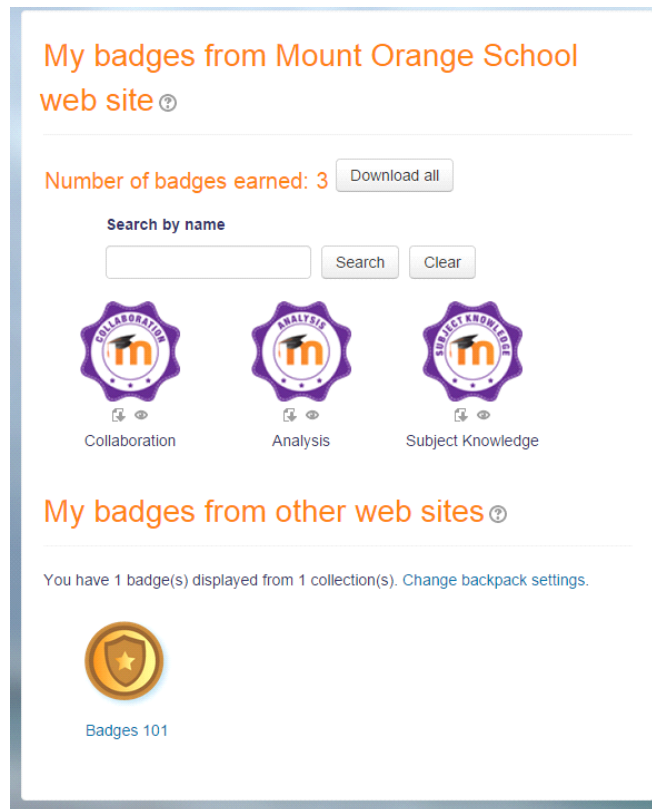 My badges from Mount Orange School
web site
Number of badges earned: 3 Download all
Search by name
Search Clear
COLLABORATION ANALYSIS SUBJECT KNOWLEDGE
m m m
Collaboration Analysis Subject Knowledge
My badges from other web sites
You have 1 badge(s) displayed from 1 collection(s). Change backpack settings.
Badges 101